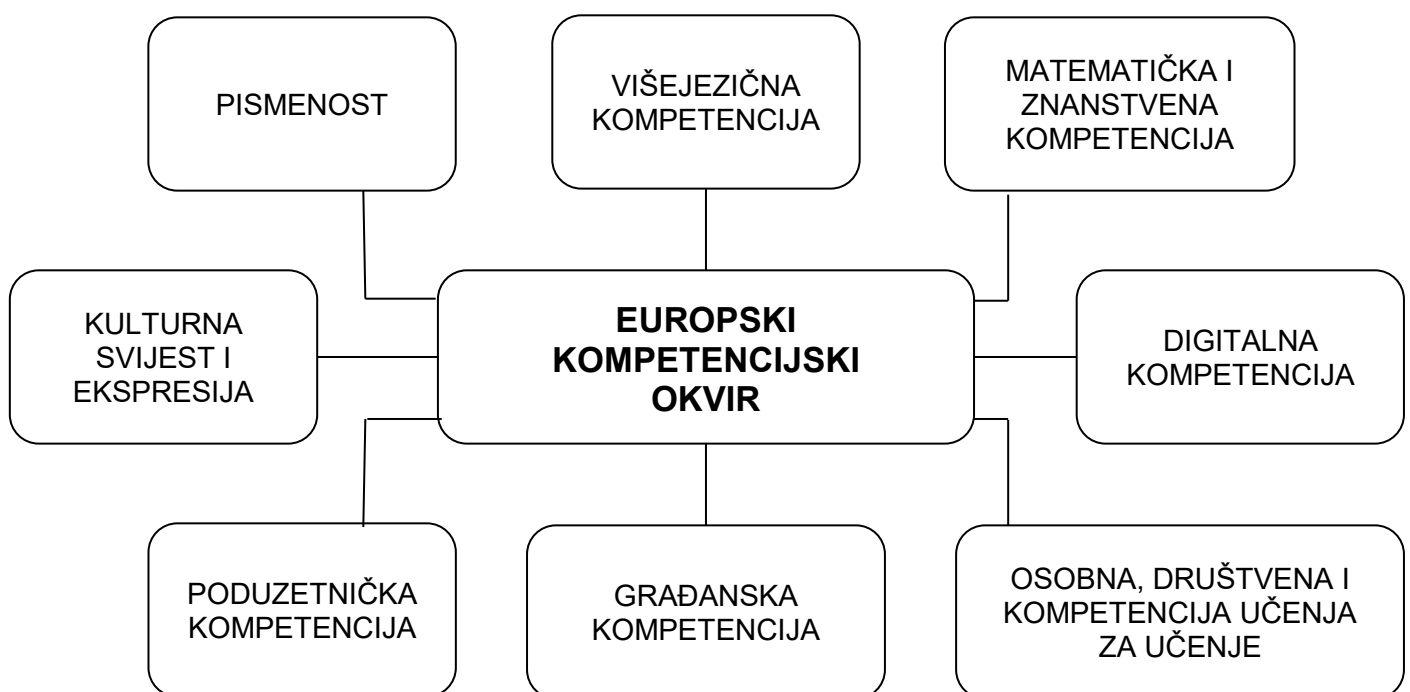 PISMENOST
VIŠEJEZIČNA
KOMPETENCIJA
MATEMATIČKA I
ZNANSTVENA
KOMPETENCIJA
KULTURNA
SVIJEST I
EKSPRESIJA
EUROPSKI
KOMPETENCIJSKI
OKVIR
DIGITALNA
KOMPETENCIJA
PODUZETNIČKA
KOMPETENCIJA
GRAĐANSKA
KOMPETENCIJA
OSOBNA, DRUŠTVENA I
KOMPETENCIJA UČENJA
ZA UČENJE